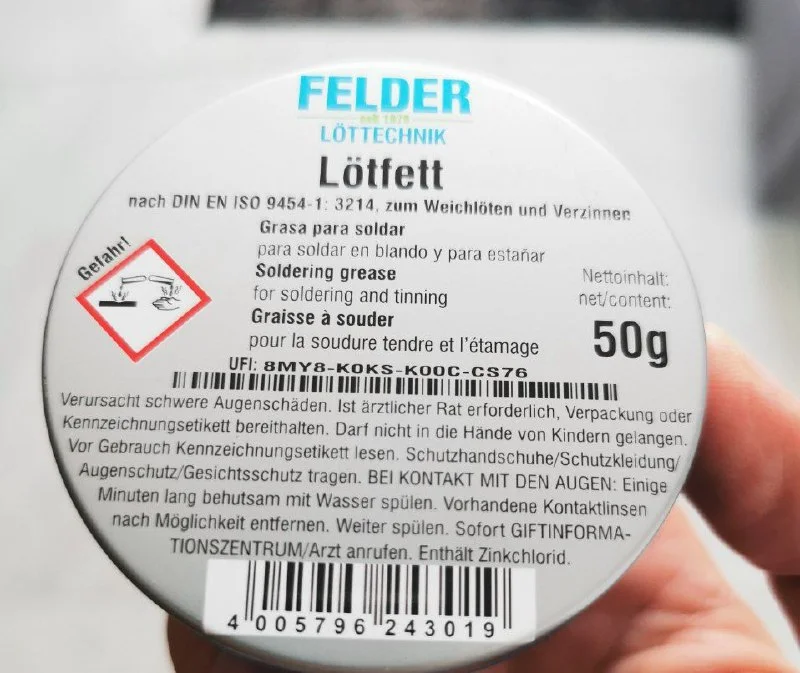 FELDER
seit 1979
LÖTTECHNIK
Lötfett
nach DIN EN ISO 9454-1: 3214, zum Weichlöten und Verzinnen
Gefahr!
Grasa para soldar
para soldar en blando y para estañar
Soldering grease
for soldering and tinning
Graisse à souder
pour la soudure tendre et l'étamage
Nettoinhalt:
net/content:
50g
UFI: 8MY8-K0KS-K00C-CS76
Verursacht schwere Augenschäden. Ist ärztlicher Rat erforderlich, Verpackung oder
Kennzeichnungsetikett bereithalten. Darf nicht in die Hände von Kindern gelangen.
Vor Gebrauch Kennzeichnungsetikett lesen. Schutzhandschuhe/Schutzkleidung/
Augenschutz/Gesichtsschutz tragen. BEI KONTAKT MIT DEN AUGEN: Einige
Minuten lang behutsam mit Wasser spülen. Vorhandene Kontaktlinsen
nach Möglichkeit entfernen. Weiter spülen. Sofort GIFTINFORMA-
TIONSZENTRUM/Arzt anrufen. Enthält Zinkchlorid.
4 005796 243019